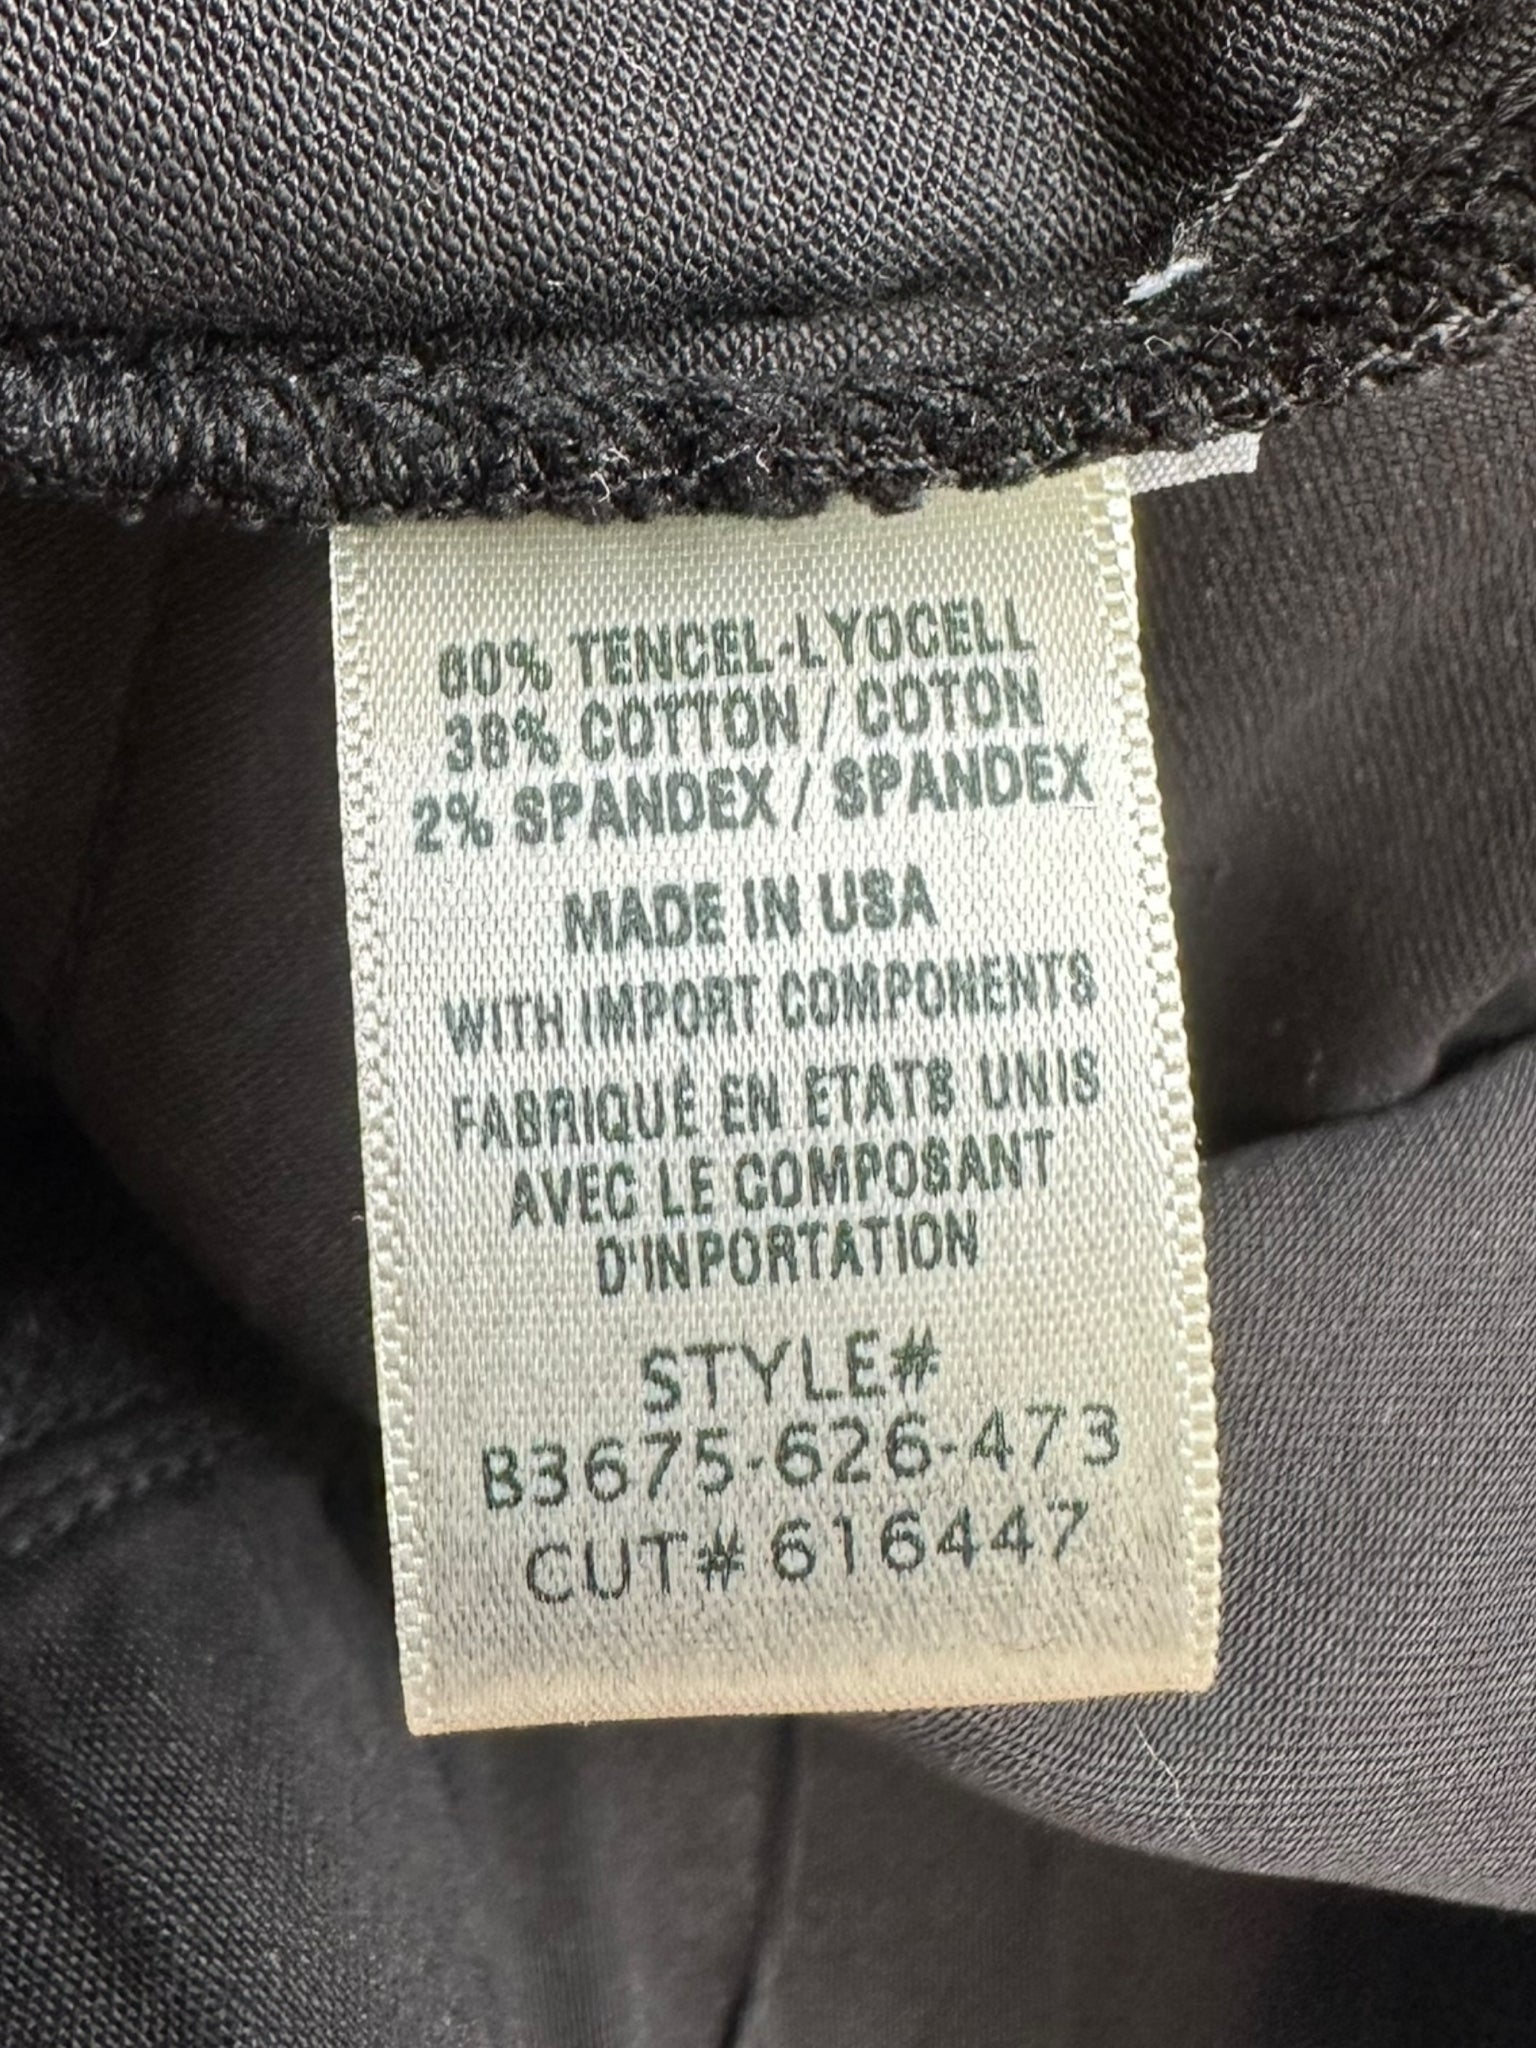 60% TENCEL-LYOCELL
38% COTTON / COTON
2% SPANDEX / SPANDEX
MADE IN USA
WITH IMPORT COMPONENTS
FABRIQUÉ EN ETATS UNIS
AVEC LE COMPOSANT
D'INPORTATION
STYLE#
B3675-626-473
CUT# 616447